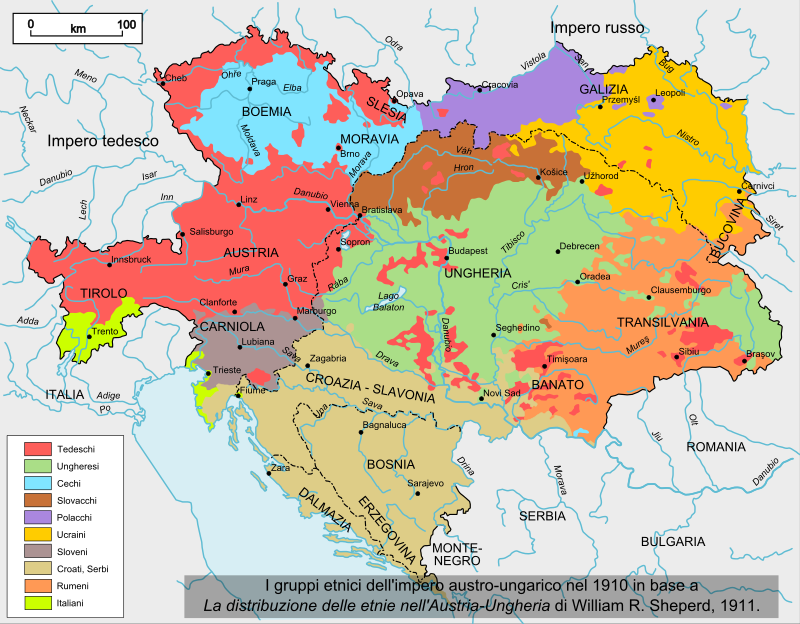 0 100
km
Impero russo
Odra
Vistola
San
Bug
Meno
Cheb
Ohře
Praga
Elba
Opava
Cracovia
GALIZIA
Leopoli
Przemyśl
BOEMIA
SLESIA
Neckar
Moldava
MORAVIA
Nistro
Impero tedesco
Brno
Morava
Váh
Hron
Košice
Užhorod
Danubio
Isar
Inn
Lech
Danubio
Cernivci
Linz
Vienna
Bratislava
BUCOVINA
Siret
Salisburgo
Sopron
Tibisco
Debrecen
AUSTRIA
Budapest
Innsbruck
Mura
UNGHERIA
Oradea
Graz
Rába
Cris'
Clausemburgo
TIROLO
Lago
Balaton
Clanforte
Marburgo
Danubio
TRANSILVANIA
Adda
Trento
CARNIOLA
Seghedino
Mureș
Lubiana
Sava
Zagabria
Drava
Timișoara
Sibiu
Brașov
Trieste
CROAZIA - SLAVONIA
BANATO
ITALIA
Adige
Po
Fiume
Sava
Novi Sad
Una
Bagnaluca
Jiu
Olt
ROMANIA
Zara
BOSNIA
Drina
Morava
Danubio
Sarajevo
DALMAZIA
ERZEGOVINA
SERBIA
MONTE-
NEGRO
BULGARIA
Tedeschi
Ungheresi
Cechi
Slovacchi
Polacchi
Ucraini
Sloveni
Croati, Serbi
Rumeni
Italiani
I gruppi etnici dell'impero austro-ungarico nel 1910 in base a
La distribuzione delle etnie nell'Austria-Ungheria di William R. Sheperd, 1911.